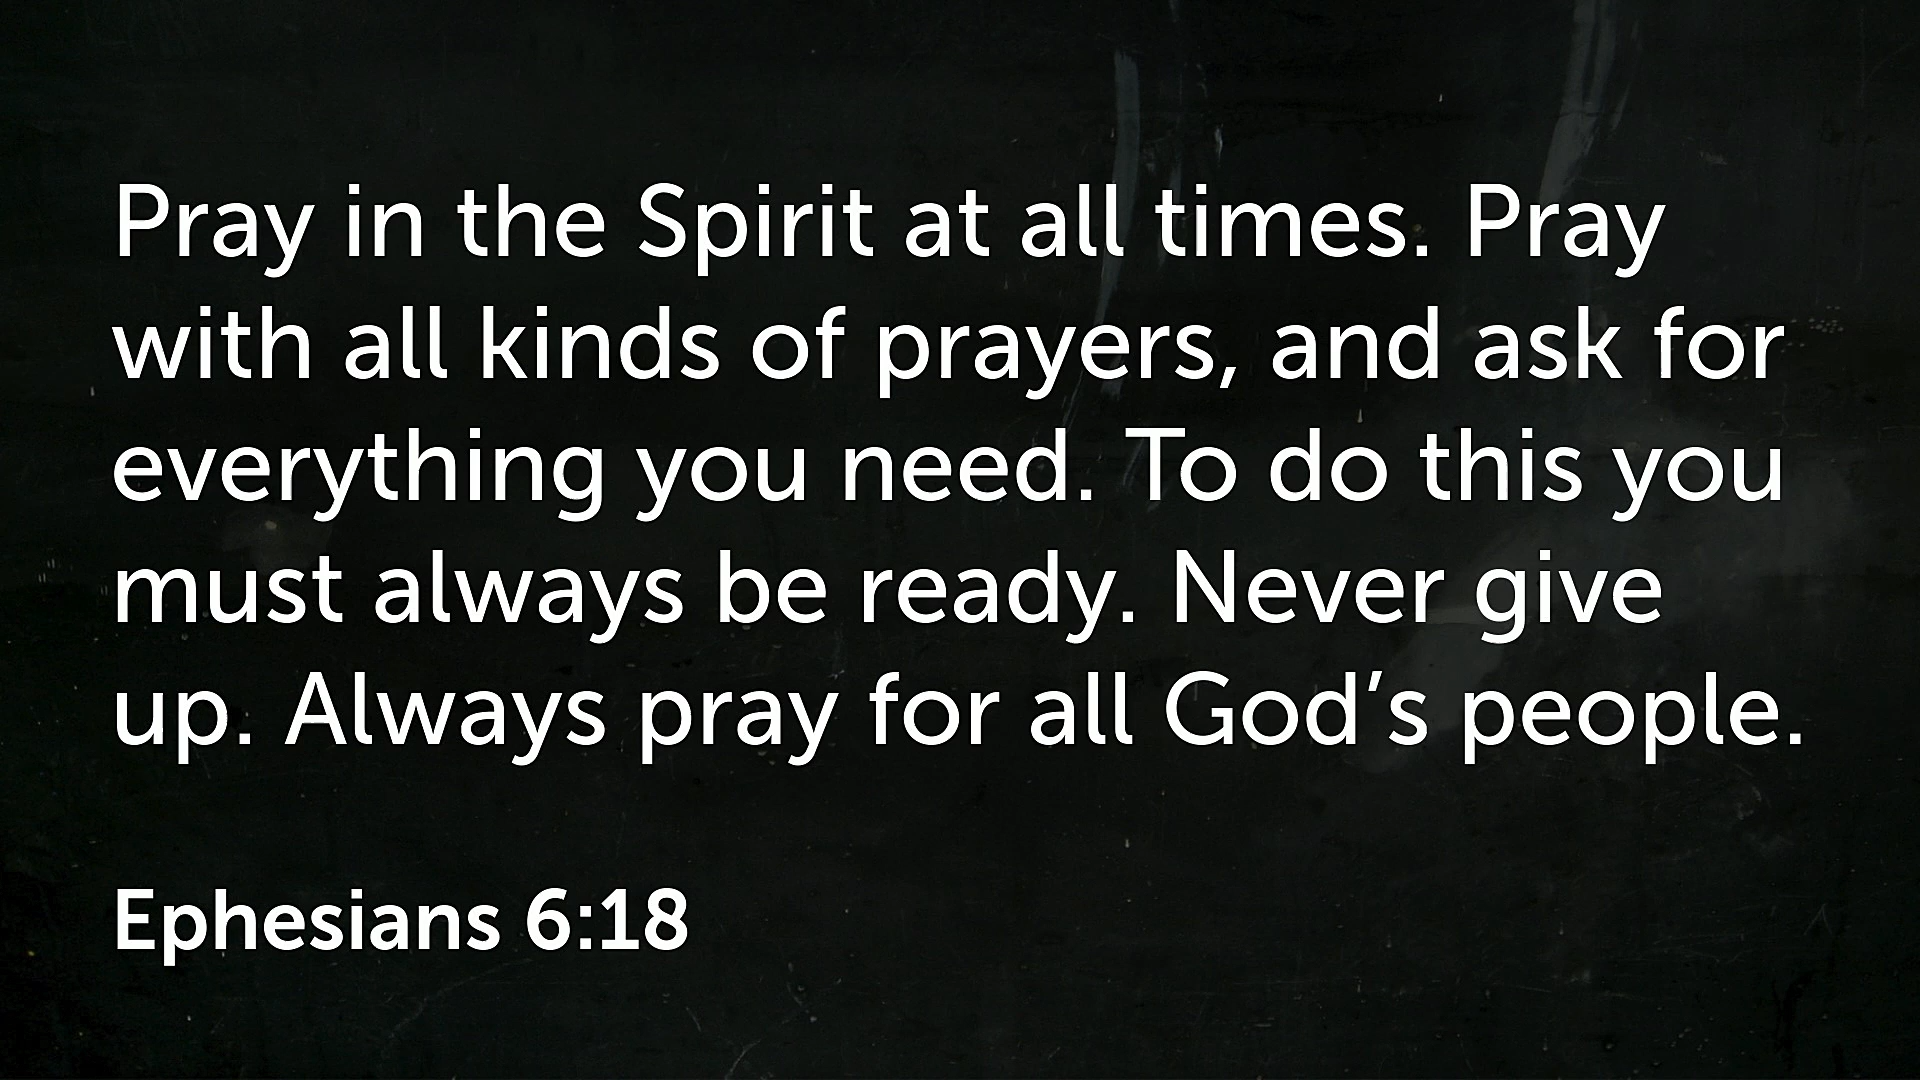 Pray in the Spirit at all times. Pray
with all kinds of prayers, and ask for
everything you need. To do this you
must always be ready. Never give
up. Always pray for all God’s people.
Ephesians 6:18